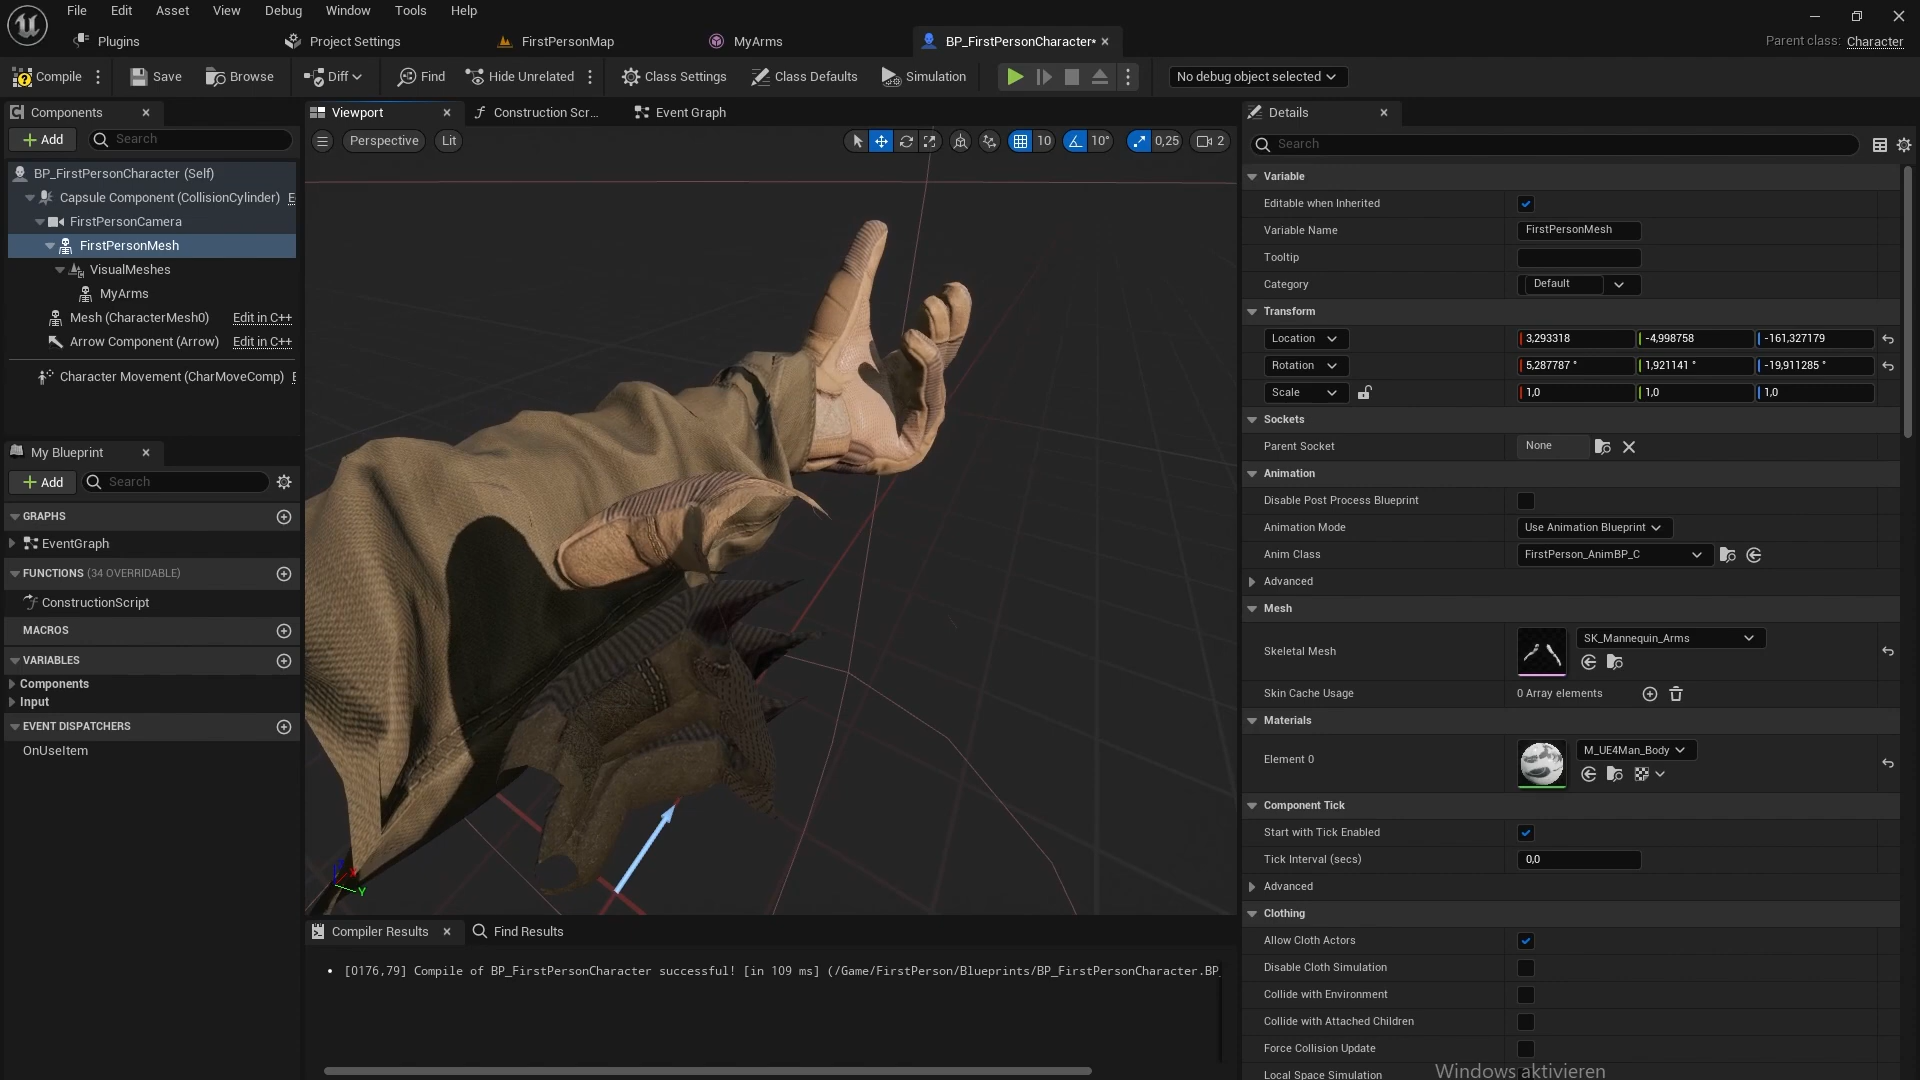 File Edit Asset View Debug Window Tools Help
Plugins Project Settings FirstPersonMap MyArms BP_FirstPersonCharacter*
Parent class: Character
Compile Save Browse Diff Find Hide Unrelated Class Settings Class Defaults Simulation No debug object selected
Components
Add Search
BP_FirstPersonCharacter (Self)
Capsule Component (CollisionCylinder) E
FirstPersonCamera
FirstPersonMesh
VisualMeshes
MyArms
Mesh (CharacterMesh0) Edit in C++
Arrow Component (Arrow) Edit in C++
Character Movement (CharMoveComp) E
My Blueprint
Add Search
GRAPHS
EventGraph
FUNCTIONS (34 OVERRIDABLE)
ConstructionScript
MACROS
VARIABLES
Components
Input
EVENT DISPATCHERS
OnUseItem
Viewport Construction Scr... Event Graph
Perspective Lit 10 10° 0,25 2
Z X Y
Compiler Results Find Results
• [0176,79] Compile of BP_FirstPersonCharacter successful! [in 109 ms] (/Game/FirstPerson/Blueprints/BP_FirstPersonCharacter.BP_
Details
Search
Variable
Editable when Inherited
Variable Name FirstPersonMesh
Tooltip
Category Default
Transform
Location 3,293318 -4,998758 -161,327179
Rotation 5,287787 ° 1,921141 ° -19,911285 °
Scale 1,0 1,0 1,0
Sockets
Parent Socket None
Animation
Disable Post Process Blueprint
Animation Mode Use Animation Blueprint
Anim Class FirstPerson_AnimBP_C
Advanced
Mesh
Skeletal Mesh SK_Mannequin_Arms
Skin Cache Usage 0 Array elements
Materials
Element 0 M_UE4Man_Body
Component Tick
Start with Tick Enabled
Tick Interval (secs) 0,0
Advanced
Clothing
Allow Cloth Actors
Disable Cloth Simulation
Collide with Environment
Collide with Attached Children
Force Collision Update
Local Space Simulation
Windows aktivieren